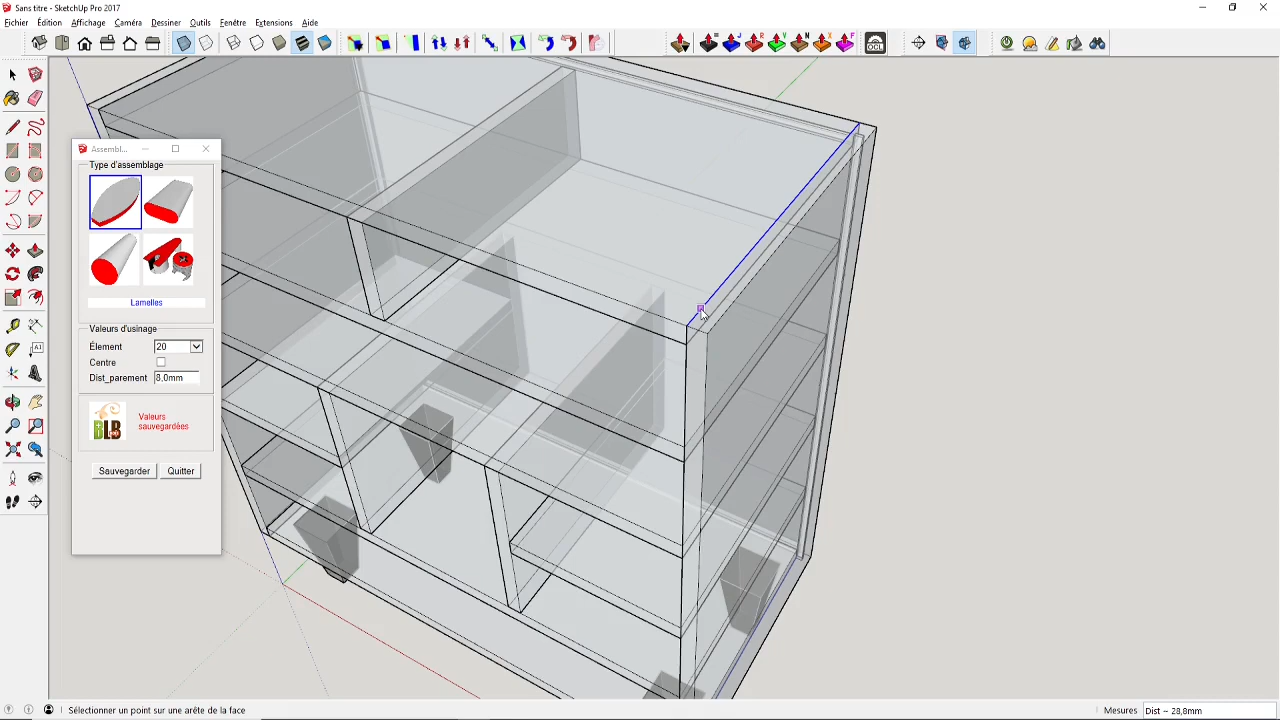 Sans titre - SketchUp Pro 2017
Fichier Édition Affichage Caméra Dessiner Outils Fenêtre Extensions Aide
OCL
Assembl...
Type d'assemblage
Lamelles
Valeurs d'usinage
Élement 20
Centre
Dist_parement 8,0mm
BLB
Valeurs
sauvegardées
Sauvegarder Quitter
Sélectionner un point sur une arête de la face
Mesures Dist ~ 28,8mm